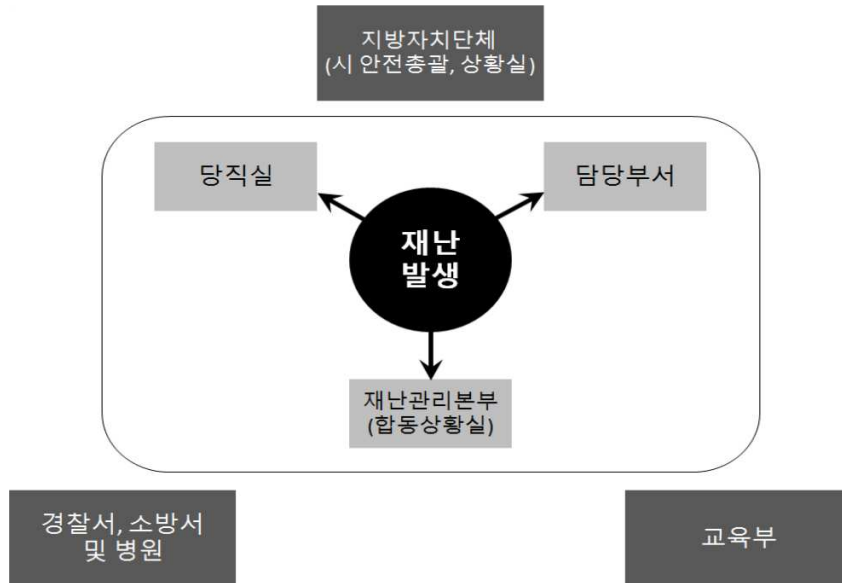 지방자치단체
(시 안전총괄, 상황실)
당직실
담당부서
재난
발생
재난관리본부
(합동상황실)
경찰서, 소방서
및 병원
교육부